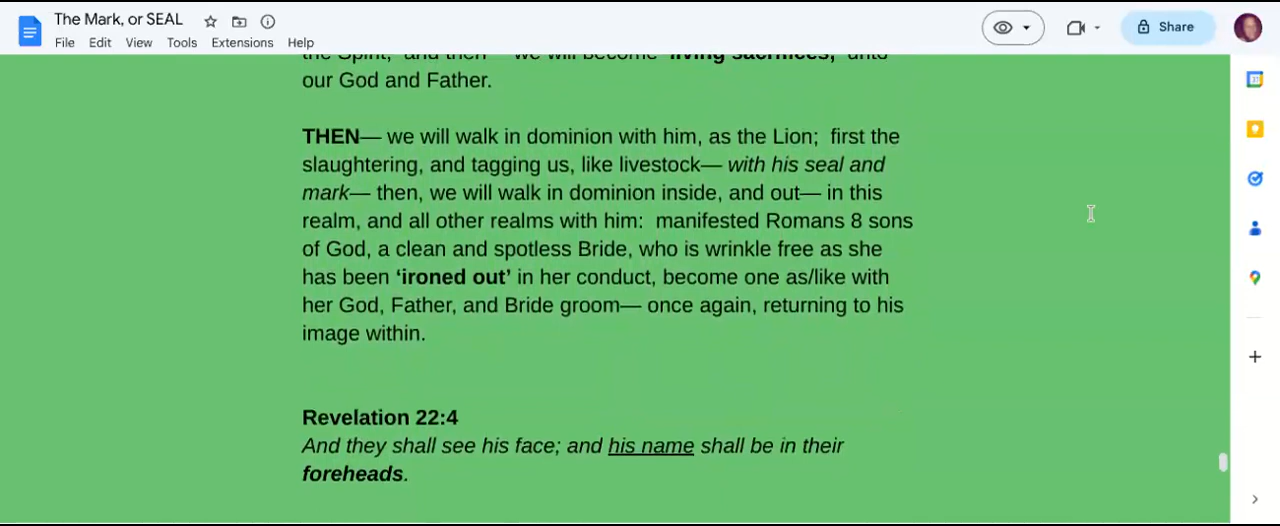 The Mark, or SEAL
File Edit View Tools Extensions Help
Share
the Spirit, and then— we will become 'living sacrifices,' unto
our God and Father.
THEN— we will walk in dominion with him, as the Lion; first the
slaughtering, and tagging us, like livestock— with his seal and
mark— then, we will walk in dominion inside, and out— in this
realm, and all other realms with him: manifested Romans 8 sons
of God, a clean and spotless Bride, who is wrinkle free as she
has been 'ironed out' in her conduct, become one as/like with
her God, Father, and Bride groom— once again, returning to his
image within.
Revelation 22:4
And they shall see his face; and his name shall be in their
foreheads.